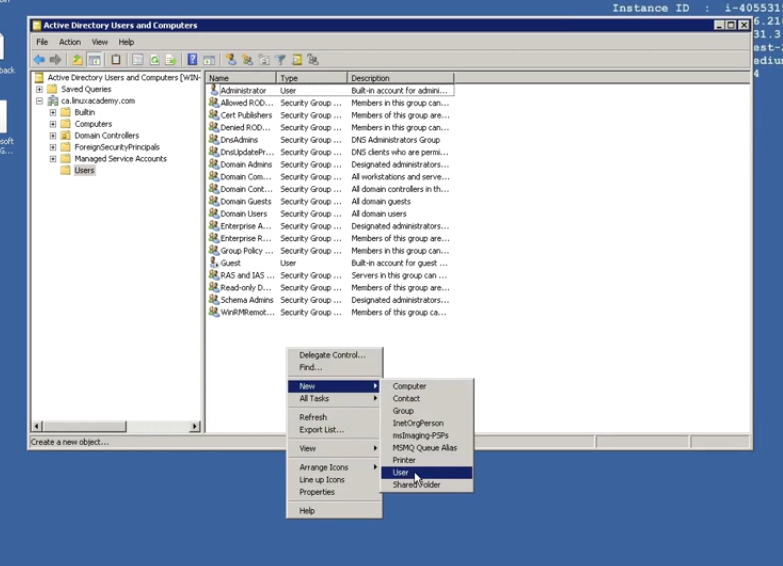 Instance ID : i-4055315
Active Directory Users and Computers
File Action View Help
Active Directory Users and Computers [WIN-
Saved Queries
ca.linuxacademy.com
Builtin
Computers
Domain Controllers
ForeignSecurityPrincipals
Managed Service Accounts
Users
Name Type Description
Administrator User Built-in account for admini...
Allowed ROD... Security Group ... Members in this group can...
Cert Publishers Security Group ... Members of this group are...
Denied ROD... Security Group ... Members in this group can...
DnsAdmins Security Group ... DNS Administrators Group
DnsUpdatePr... Security Group ... DNS clients who are permi...
Domain Admins Security Group ... Designated administrators...
Domain Com... Security Group ... All workstations and serve...
Domain Cont... Security Group ... All domain controllers in th...
Domain Guests Security Group ... All domain guests
Domain Users Security Group ... All domain users
Enterprise A... Security Group ... Designated administrators...
Enterprise R... Security Group ... Members of this group are...
Group Policy ... Security Group ... Members in this group can...
Guest User Built-in account for guest ...
RAS and IAS ... Security Group ... Servers in this group can ...
Read-only D... Security Group ... Members of this group are...
Schema Admins Security Group ... Designated administrators...
WinRMRemot... Security Group ... Members of this group ca...
Delegate Control...
Find...
New
All Tasks
Refresh
Export List...
View
Arrange Icons
Line up Icons
Properties
Help
Computer
Contact
Group
InetOrgPerson
msImaging-PSPs
MSMQ Queue Alias
Printer
User
Shared Folder
Create a new object...
back
soft
G...
6.21
31.3
est-
ediu
4